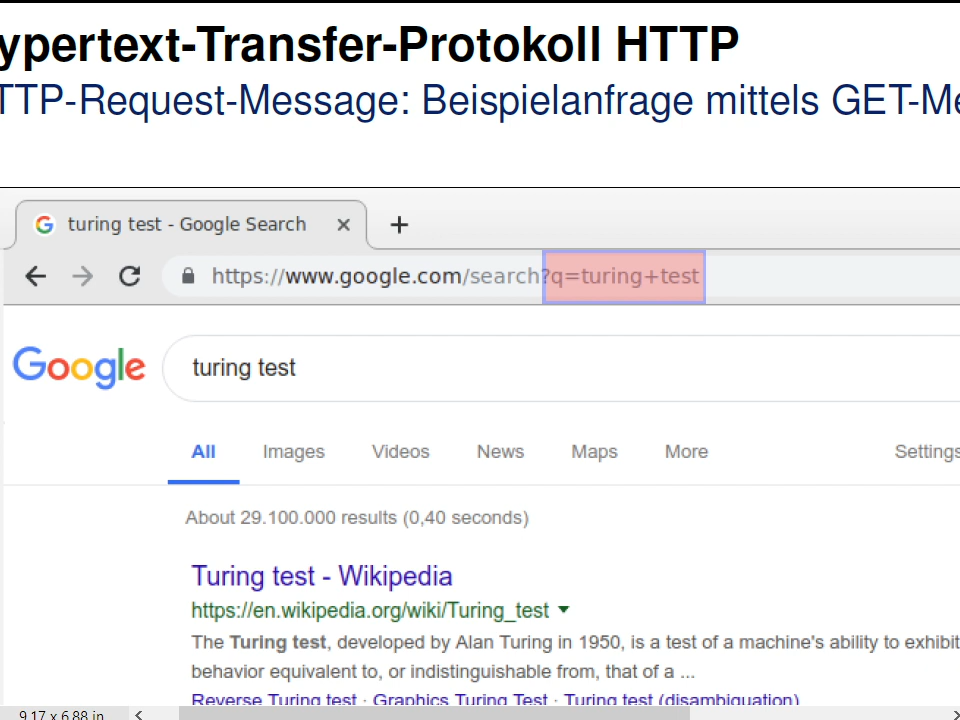 ypertext-Transfer-Protokoll HTTP
TTP-Request-Message: Beispielanfrage mittels GET-Me
turing test - Google Search
https://www.google.com/search?q=turing+test
Google turing test
All Images Videos News Maps More Settings
About 29.100.000 results (0,40 seconds)
Turing test - Wikipedia
https://en.wikipedia.org/wiki/Turing_test
The Turing test, developed by Alan Turing in 1950, is a test of a machine's ability to exhibit
behavior equivalent to, or indistinguishable from, that of a ...
Reverse Turing test · Graphics Turing Test · Turing test (disambiguation)
9,17 x 6,88 in